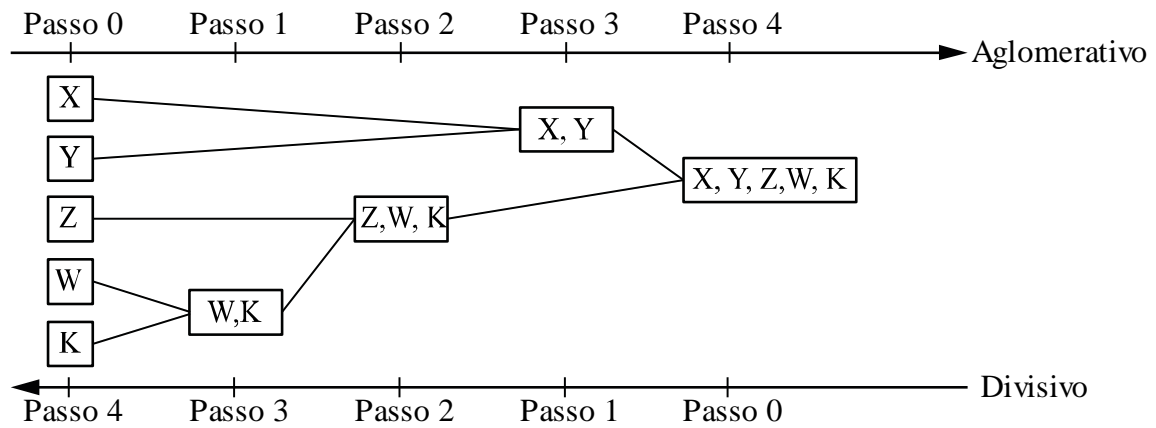 Passo 0 Passo 1 Passo 2 Passo 3 Passo 4
Aglomerativo
X
X, Y
Y
X, Y, Z,W, K
Z
Z,W, K
W
W,K
K
Divisivo
Passo 4 Passo 3 Passo 2 Passo 1 Passo 0